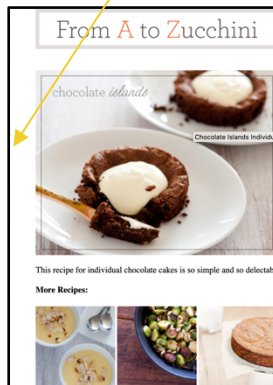 From A to Zucchini
chocolate islands
Chocolate Islands Individu
This recipe for individual chocolate cakes is so simple and so delectab
More Recipes: